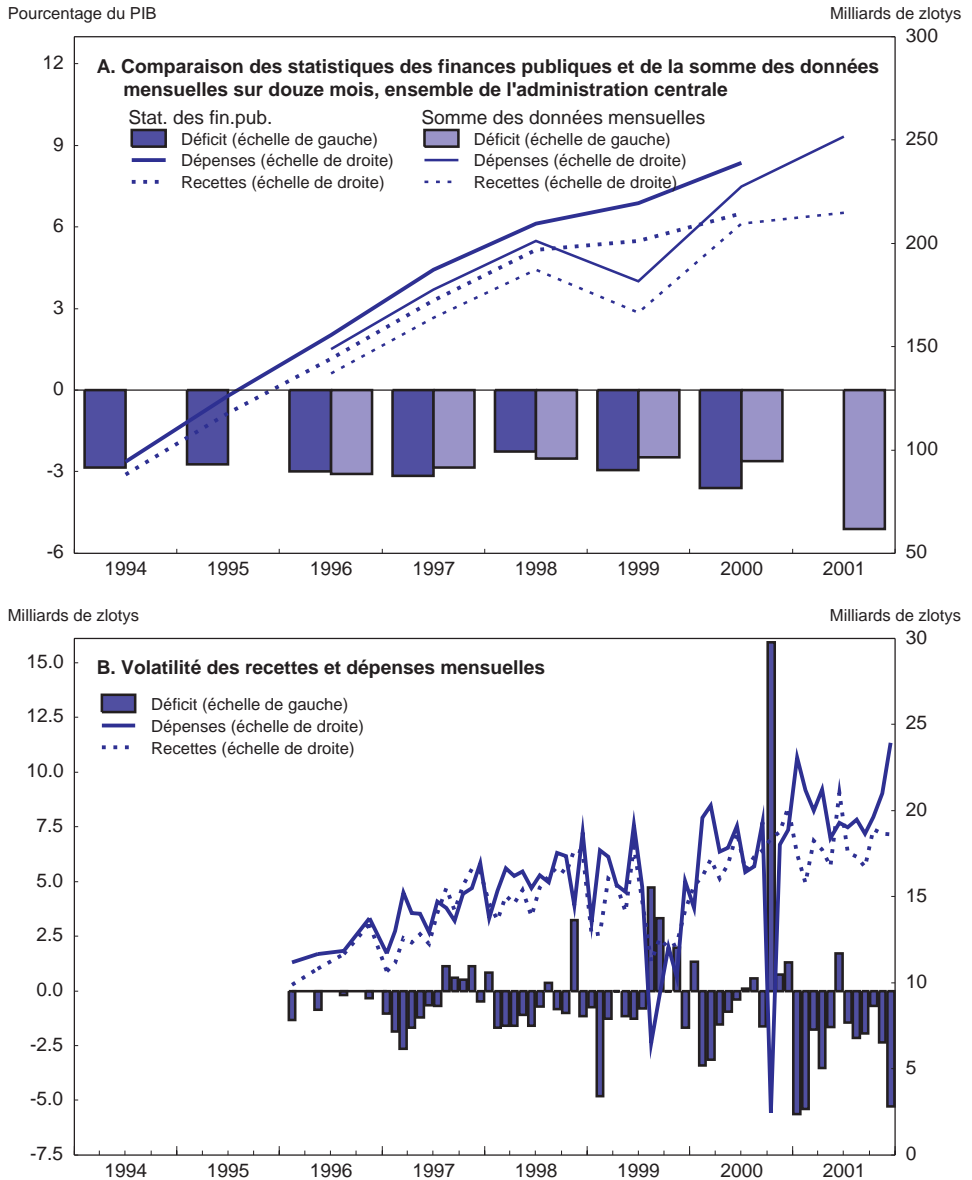 Pourcentage du PIB
Milliards de zlotys
A. Comparaison des statistiques des finances publiques et de la somme des données
mensuelles sur douze mois, ensemble de l'administration centrale
Stat. des fin.pub.
Somme des données mensuelles
Déficit (échelle de gauche)
Déficit (échelle de gauche)
Dépenses (échelle de droite)
Dépenses (échelle de droite)
Recettes (échelle de droite)
Recettes (échelle de droite)
12
9
6
3
0
-3
-6
300
250
200
150
100
50
1994 1995 1996 1997 1998 1999 2000 2001
Milliards de zlotys
Milliards de zlotys
B. Volatilité des recettes et dépenses mensuelles
Déficit (échelle de gauche)
Dépenses (échelle de droite)
Recettes (échelle de droite)
15.0
12.5
10.0
7.5
5.0
2.5
0.0
-2.5
-5.0
-7.5
30
25
20
15
10
5
0
1994 1995 1996 1997 1998 1999 2000 2001